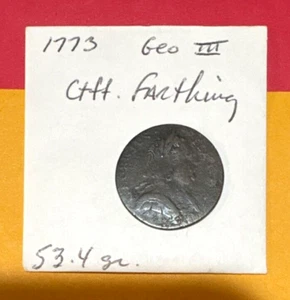 1773 Geo III
Ctft. Farthing
53.4 gr.